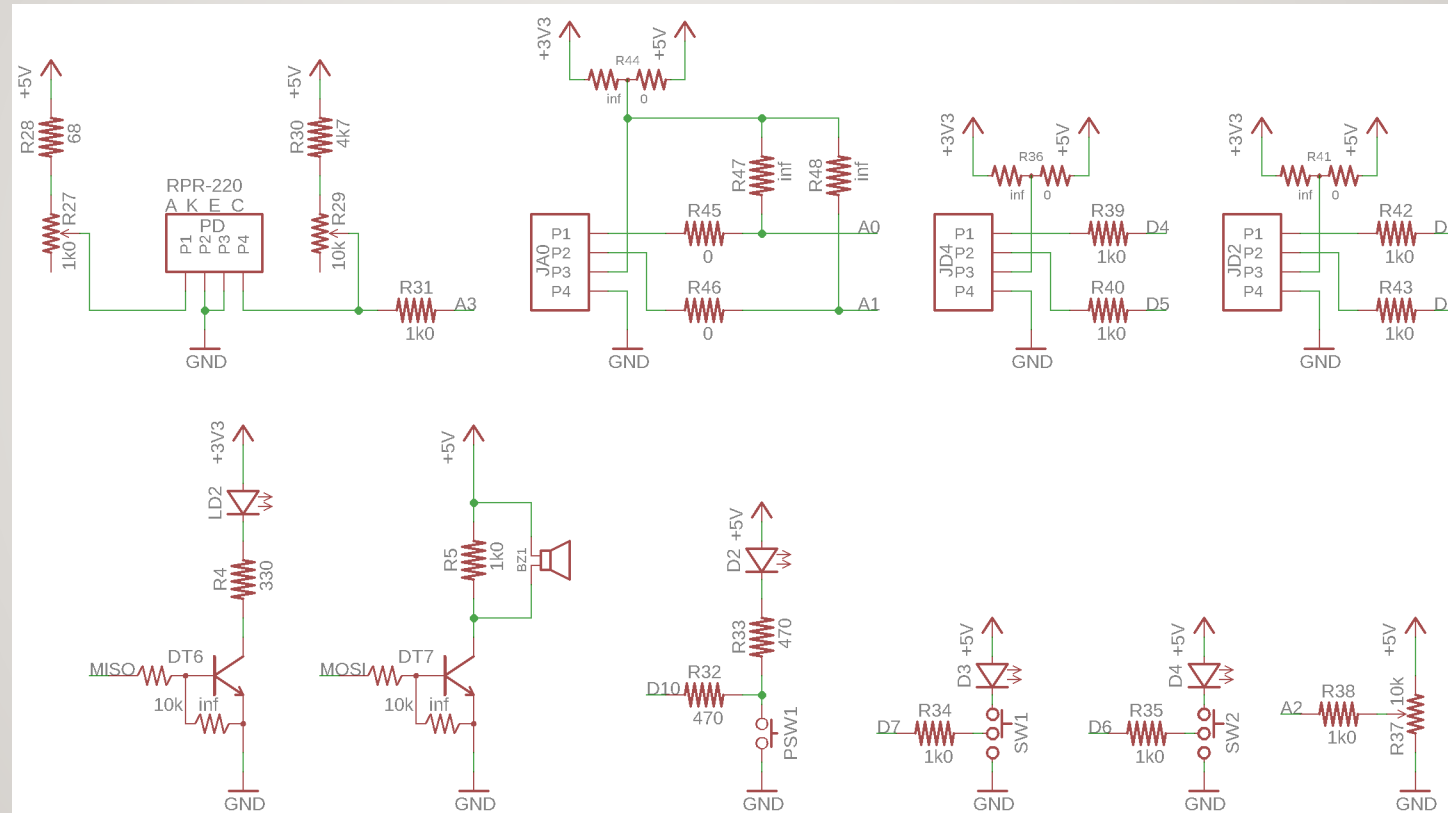 +5V
R28
68
R27
1k0
RPR-220
A K E C
PD
P1
P2
P3
P4
+5V
R30
4k7
R29
10k
R31
1k0
A3
GND
+3V3
+5V
R44
inf
0
R47
inf
R48
inf
JA0
P1
P2
P3
P4
R45
0
R46
0
A0
A1
GND
+3V3
+5V
R36
inf
0
JD4
P1
P2
P3
P4
R39
1k0
D4
R40
1k0
D5
GND
+3V3
+5V
R41
inf
0
JD2
P1
P2
P3
P4
R42
1k0
D
R43
1k0
D
GND
+3V3
LD2
R4
330
MISO
DT6
10k
inf
GND
+5V
R5
1k0
BZ1
MOSI
DT7
10k
inf
GND
+5V
D2
R33
470
D10
R32
470
PSW1
GND
+5V
D3
D7
R34
1k0
SW1
GND
+5V
D4
D6
R35
1k0
SW2
GND
+5V
A2
R38
1k0
R37
10k
GND